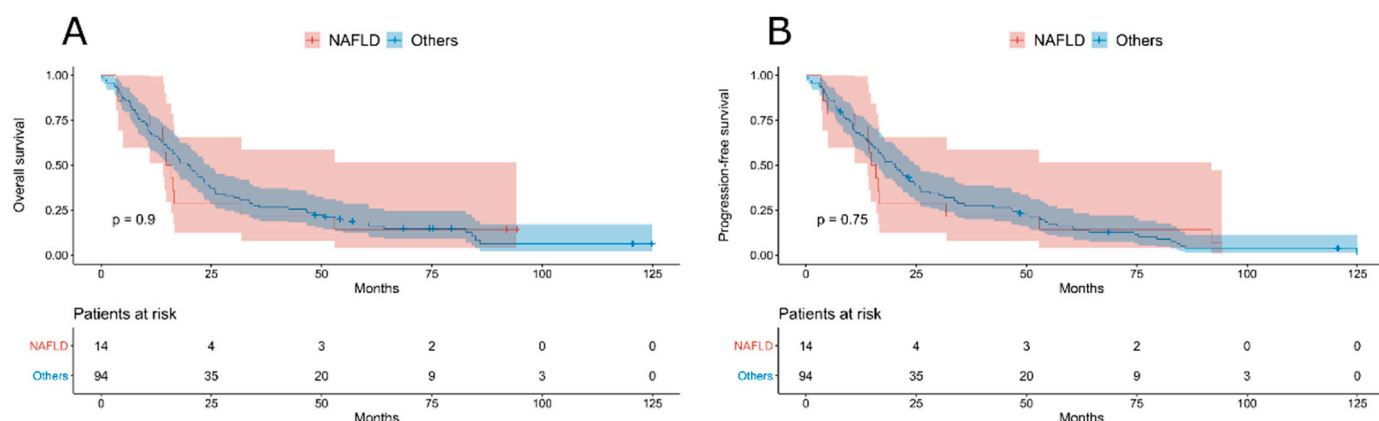 A
NAFLD Others
Overall survival
1.00
0.75
0.50
0.25
0.00
p = 0.9
0 25 50 75 100 125
Months
Patients at risk
NAFLD 14 4 3 2 0 0
Others 94 35 20 9 3 0
0 25 50 75 100 125
Months
B
NAFLD Others
Progression-free survival
1.00
0.75
0.50
0.25
0.00
p = 0.75
0 25 50 75 100 125
Months
Patients at risk
NAFLD 14 4 3 2 0 0
Others 94 35 20 9 3 0
0 25 50 75 100 125
Months